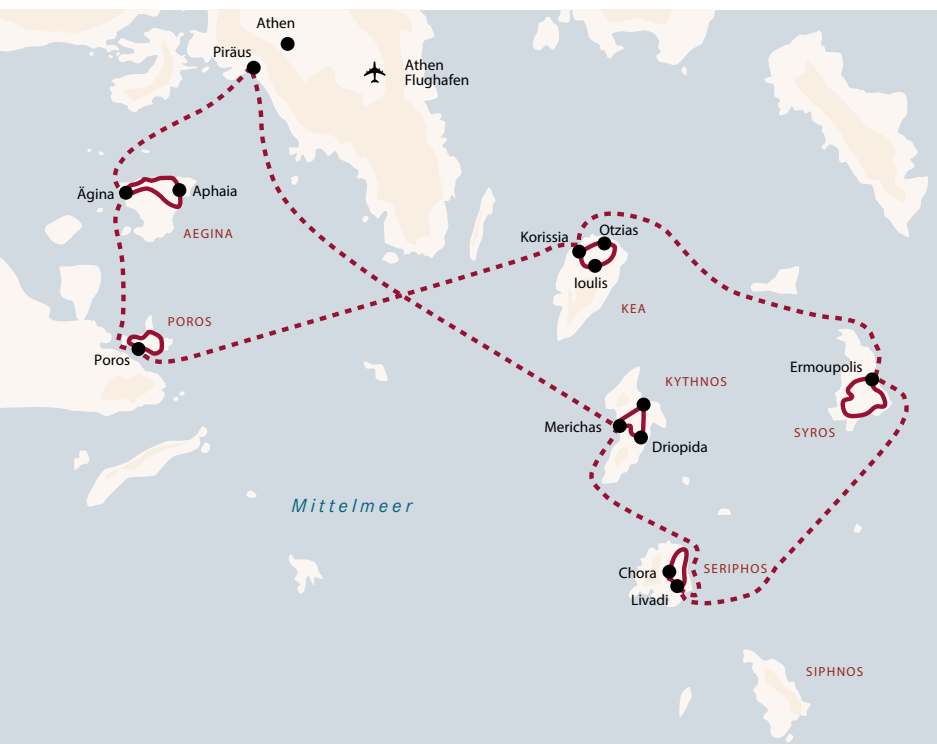 Athen
Piräus
Athen
Flughafen
Ägina
Aphaia
AEGINA
Korissia
Otzias
Ioulis
KEA
POROS
Poros
Ermoupolis
KYTHNOS
Merichas
SYROS
Driopida
Mittelmeer
Chora
SERIPHOS
Livadi
SIPHNOS